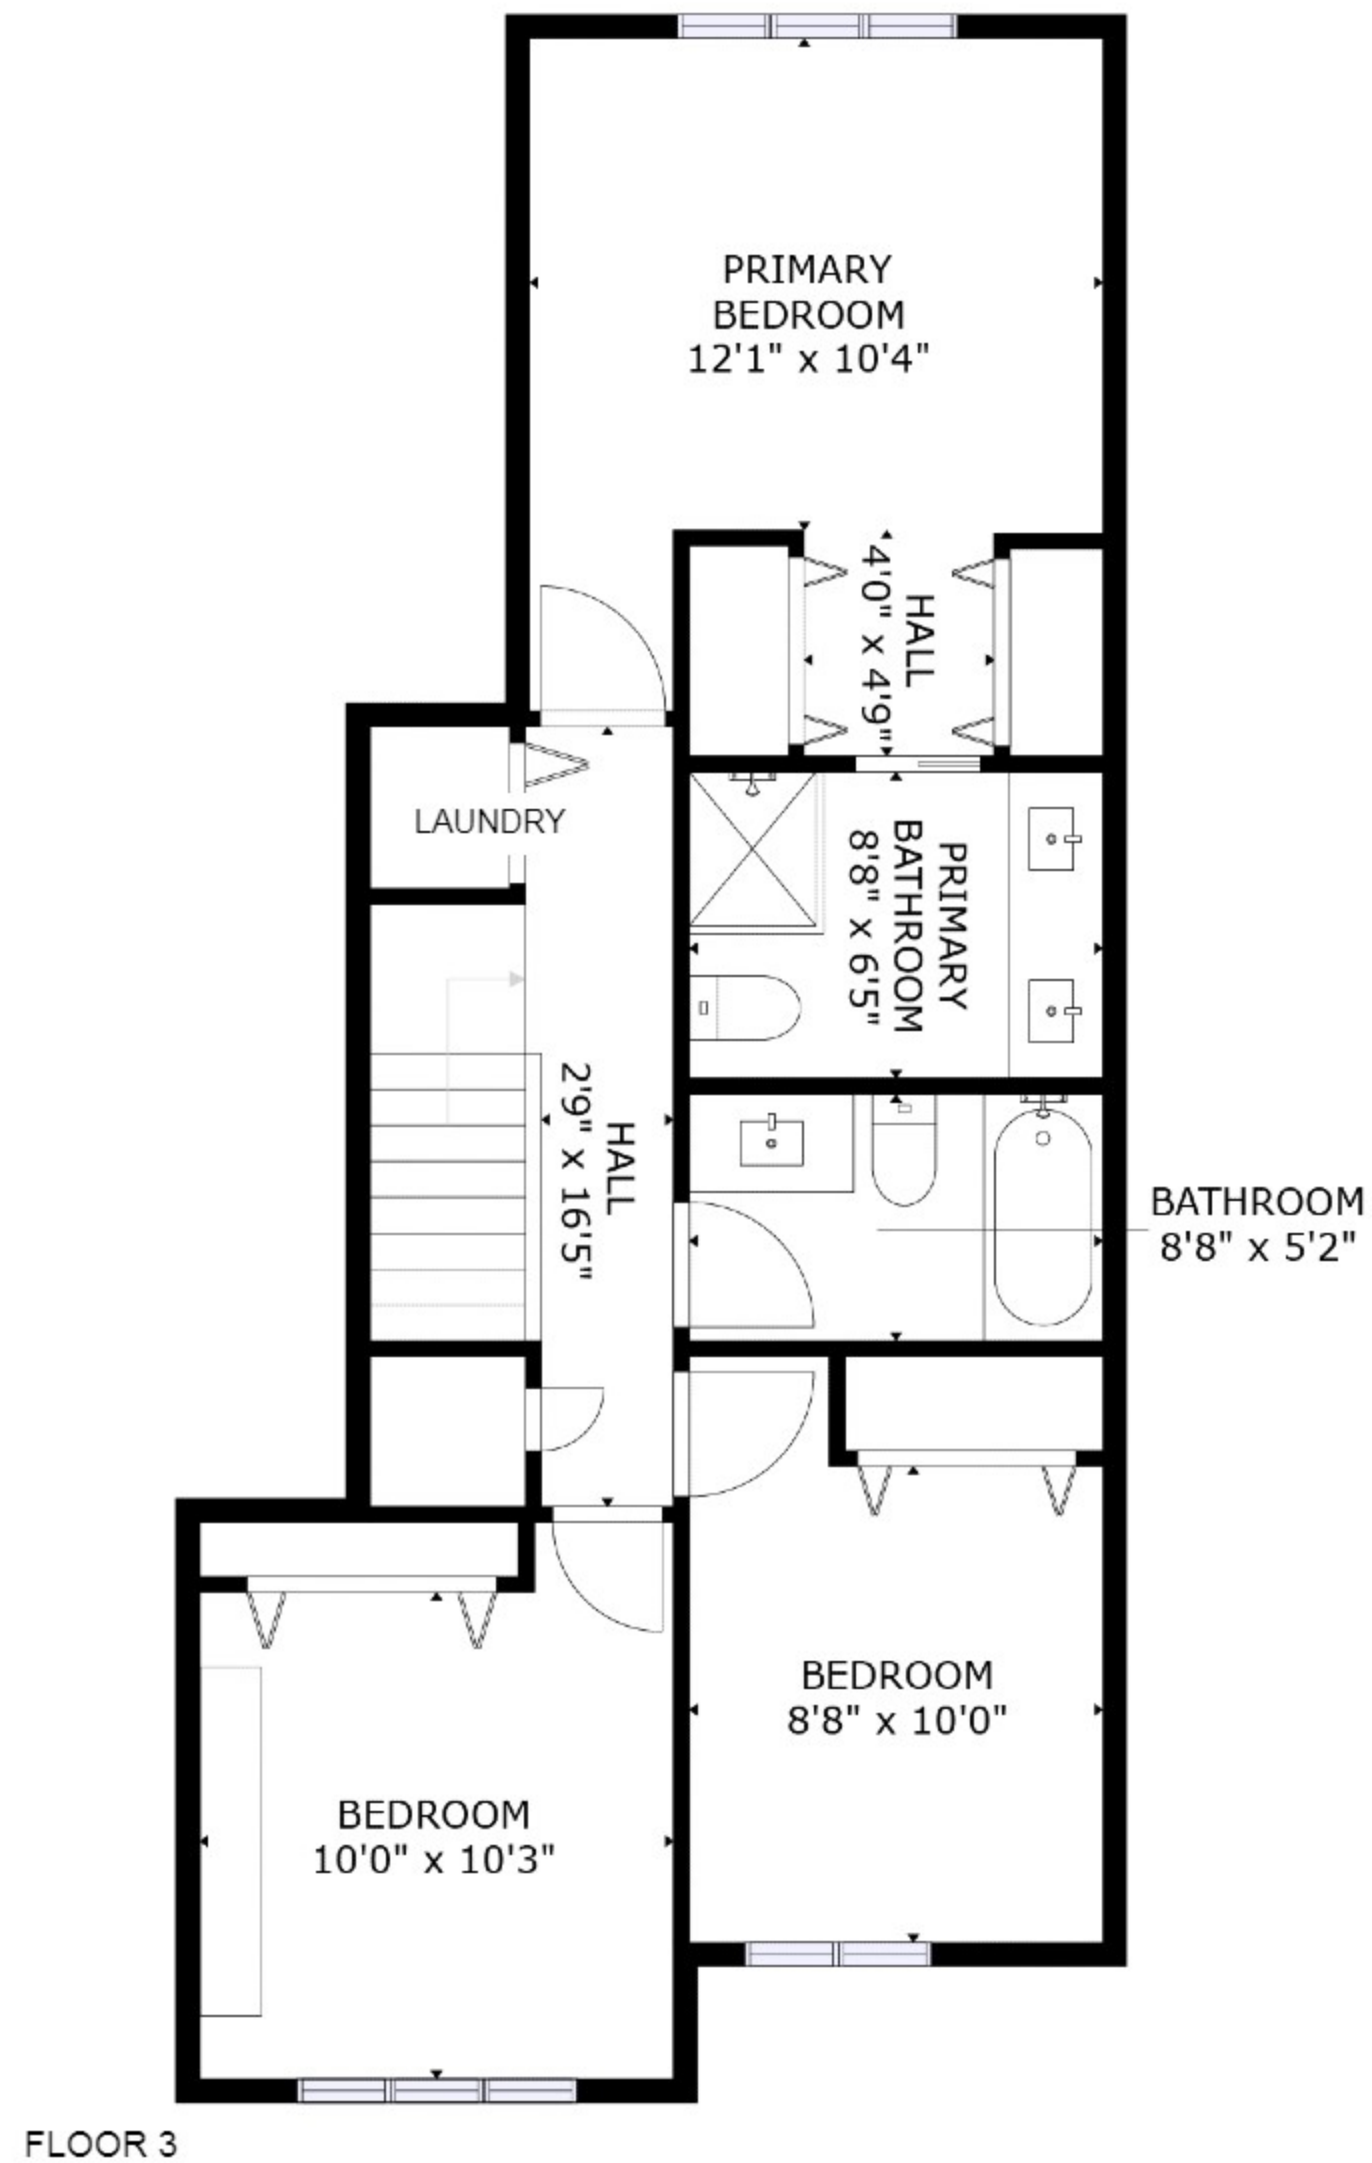 PRIMARY
BEDROOM
12'1" x 10'4"
HALL
4'0" x 4'9"
LAUNDRY
PRIMARY
BATHROOM
8'8" x 6'5"
HALL
2'9" x 16'5"
BATHROOM
8'8" x 5'2"
BEDROOM
8'8" x 10'0"
BEDROOM
10'0" x 10'3"
FLOOR 3